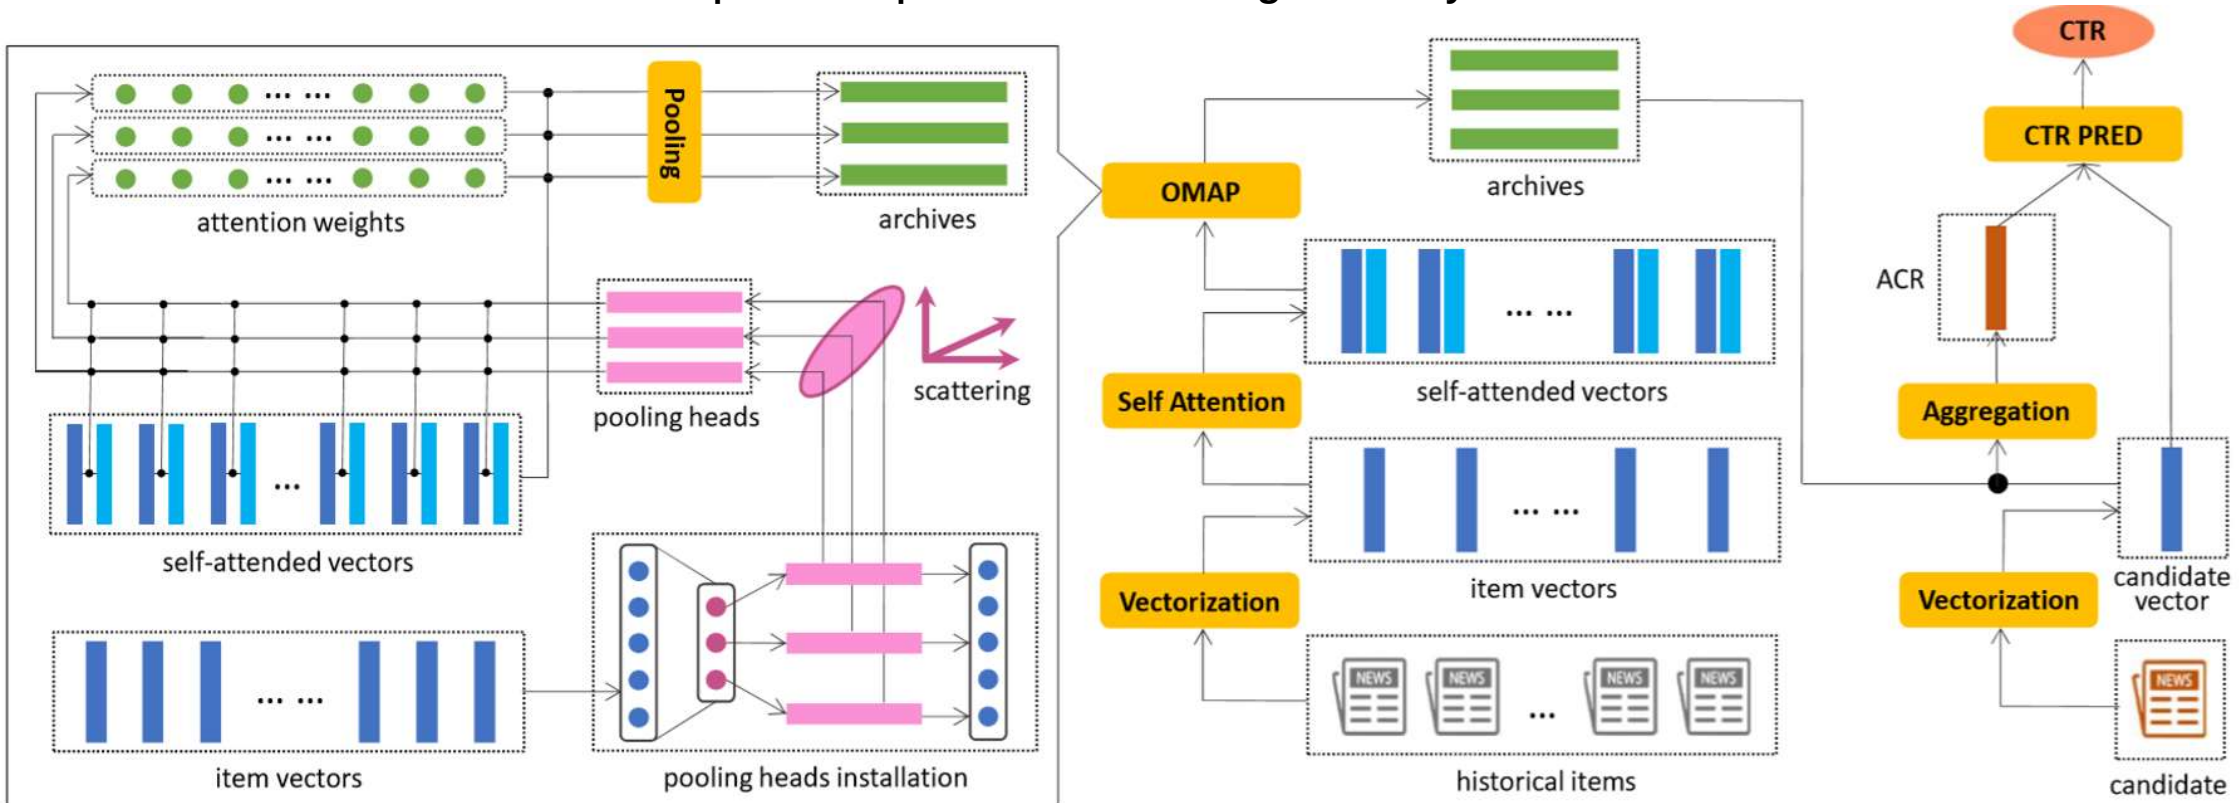 attention weights
Pooling
archives
pooling heads
scattering
self-attended vectors
item vectors
pooling heads installation
OMAP
archives
Self Attention
self-attended vectors
Vectorization
item vectors
NEWS
NEWS
NEWS
NEWS
historical items
CTR
CTR PRED
ACR
Aggregation
Vectorization
candidate
vector
NEWS
candidate